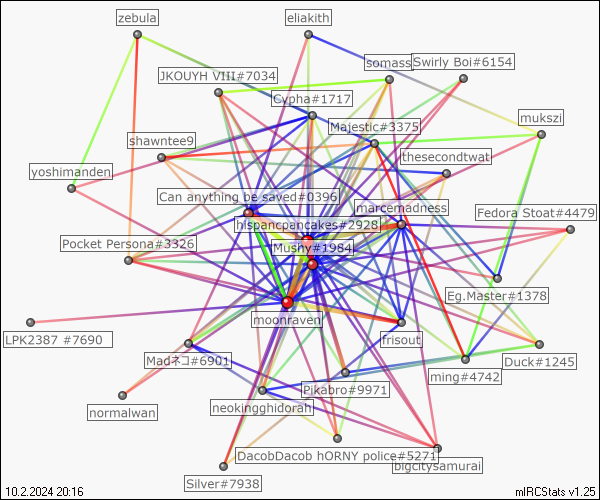 zebula
eliakith
somass
Swirly Boi#6154
JKOUYH VIII#7034
Cypha#1717
mukszi
Majestic#3375
shawntee9
thesecondtwat
yoshimanden
Can anything be saved#0396
marcemadness
Fedora Stoat#4479
hispancpancakes#2928
Pocket Persona#3326
Mushy#1984
Eg.Master#1378
moonraven
LPK2387 #7690
frisout
Madネコ#6901
Duck#1245
ming#4742
Pikabro#9971
normalwan
neokingghidorah
DacobDacob hORNY police#5271
bigcitysamurai
Silver#7938
10.2.2024 20:16
mIRCStats v1.25